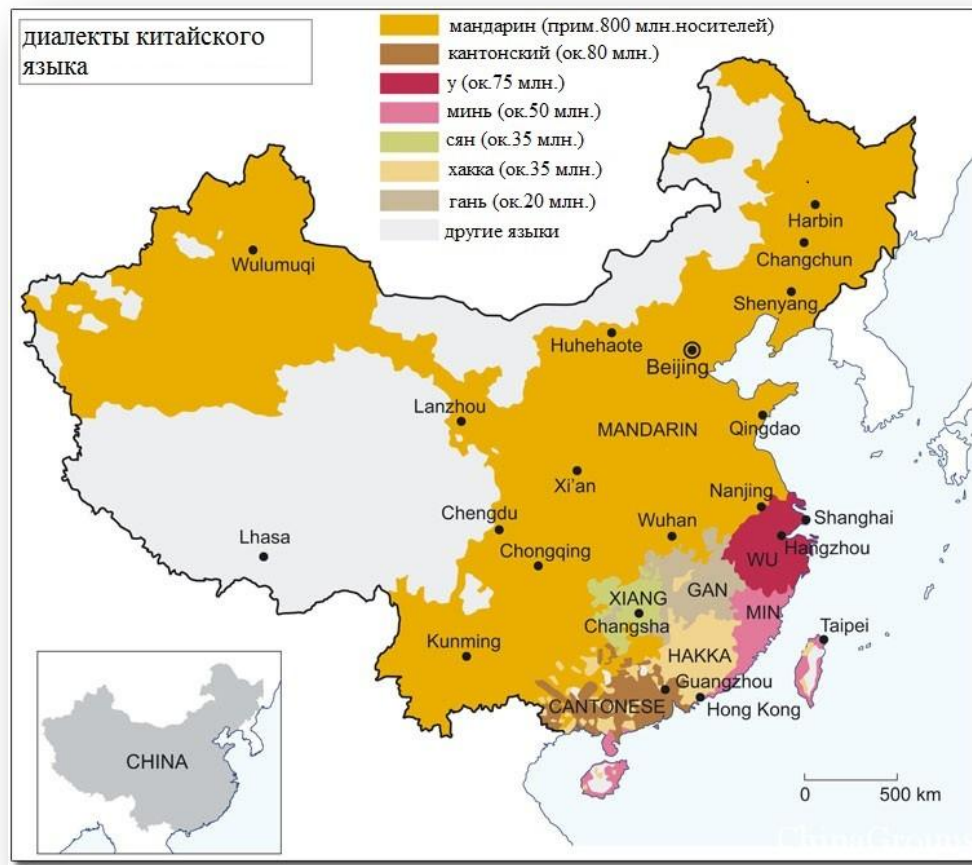 диалекты китайского
языка
мандарин (прим.800 млн.носителей)
кантонский (ок.80 млн.)
у (ок.75 млн.)
минь (ок.50 млн.)
сян (ок.35 млн.)
хакка (ок.35 млн.)
гань (ок.20 млн.)
другие языки
Harbin
Changchun
Wulumuqi
Shenyang
Huhehaote
Beijing
Lanzhou
MANDARIN
Qingdao
Xi'an
Nanjing
Chengdu
Wuhan
Shanghai
Lhasa
Chongqing
Hangzhou
WU
GAN
XIANG
MIN
Changsha
Taipei
Kunming
HAKKA
Guangzhou
CANTONESE
Hong Kong
CHINA
0 500 km